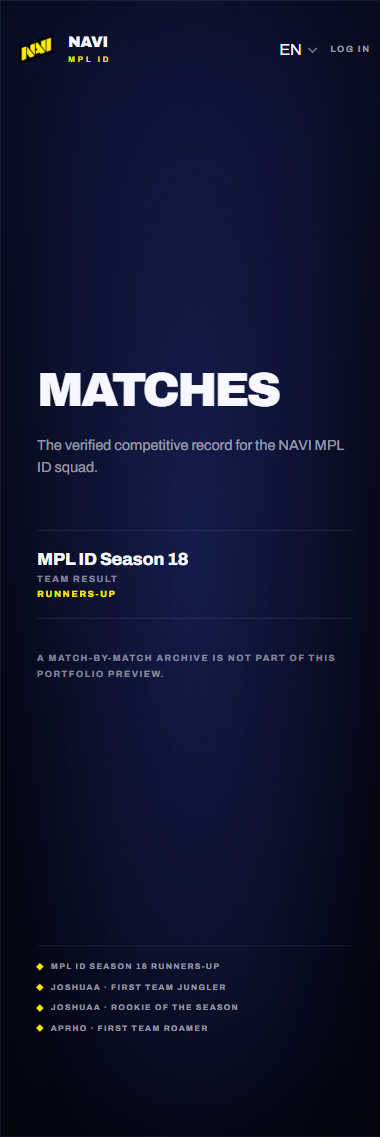 NAVI
NAVI
MPL ID
EN
LOG IN
MATCHES
The verified competitive record for the NAVI MPL
ID squad.
MPL ID Season 18
TEAM RESULT
RUNNERS-UP
A MATCH-BY-MATCH ARCHIVE IS NOT PART OF THIS
PORTFOLIO PREVIEW.
MPL ID SEASON 18 RUNNERS-UP
JOSHUAA · FIRST TEAM JUNGLER
JOSHUAA · ROOKIE OF THE SEASON
APRHO · FIRST TEAM ROAMER